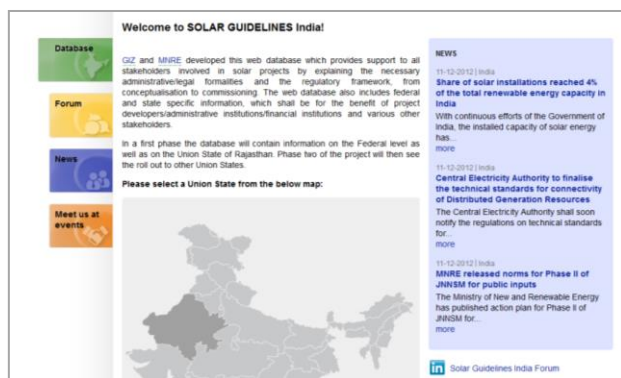 Welcome to SOLAR GUIDELINES India!
Database
Forum
News
Meet us at
events
GIZ and MNRE developed this web database which provides support to all
stakeholders involved in solar projects by explaining the necessary
administrative/legal formalities and the regulatory framework, from
conceptualisation to commissioning. The web database also includes federal
and state specific information, which shall be for the benefit of project
developers/administrative institutions/financial institutions and various other
stakeholders.
In a first phase the database will contain information on the Federal level as
well as on the Union State of Rajasthan. Phase two of the project will then see
the roll out to other Union States.
Please select a Union State from the below map:
NEWS
11-12-2012 | India
Share of solar installations reached 4%
of the total renewable energy capacity in
India
With continuous efforts of the Government of
India, the installed capacity of solar energy
has...
more
11-12-2012 | India
Central Electricity Authority to finalise
the technical standards for connectivity
of Distributed Generation Resources
The Central Electricity Authority shall soon
notify the regulations on technical standards
for...
more
11-12-2012 | India
MNRE released norms for Phase II of
JNNSM for public inputs
The Ministry of New and Renewable Energy
has published action plan for Phase II of
JNNSM for...
more
in Solar Guidelines India Forum